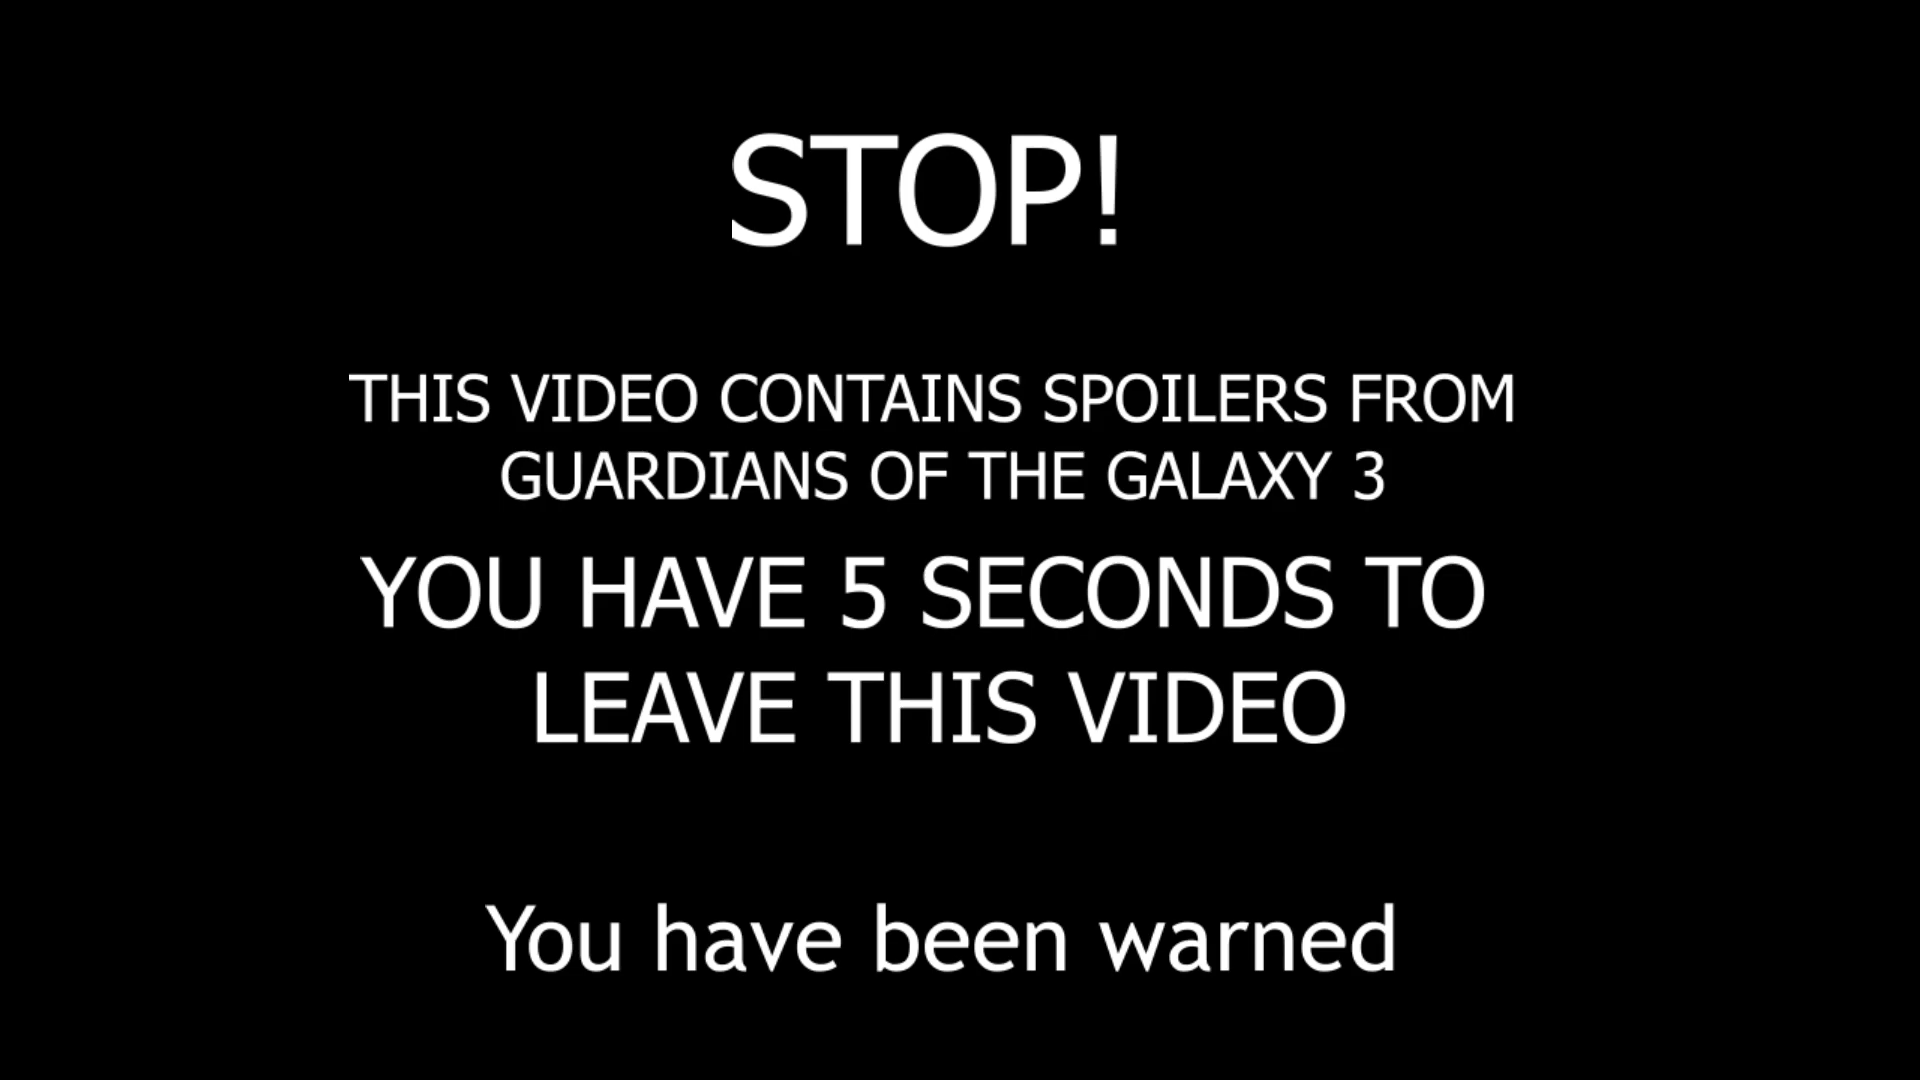 STOP!
THIS VIDEO CONTAINS SPOILERS FROM
GUARDIANS OF THE GALAXY 3
YOU HAVE 5 SECONDS TO
LEAVE THIS VIDEO
You have been warned